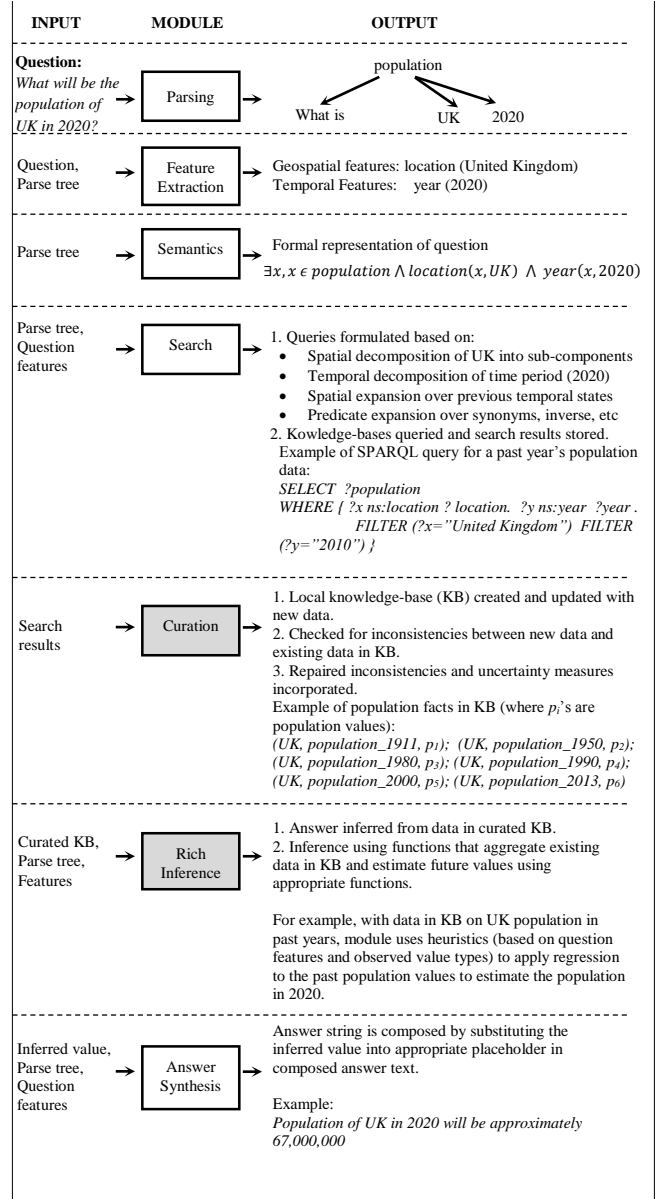 INPUT MODULE OUTPUT
Question:
What will be the
population of
UK in 2020?
Parsing
population
What is UK 2020
Question,
Parse tree
Feature
Extraction
Geospatial features: location (United Kingdom)
Temporal Features: year (2020)
Parse tree
Semantics
Formal representation of question
∃x, x ϵ population ⋀ location(x, UK) ⋀ year(x, 2020)
Parse tree,
Question
features
Search
1. Queries formulated based on:
• Spatial decomposition of UK into sub-components
• Temporal decomposition of time period (2020)
• Spatial expansion over previous temporal states
• Predicate expansion over synonyms, inverse, etc
2. Kowledge-bases queried and search results stored.
Example of SPARQL query for a past year's population
data:
SELECT ?population
WHERE { ?x ns:location ? location. ?y ns:year ?year .
FILTER (?x="United Kingdom") FILTER
(?y="2010") }
Search
results
Curation
1. Local knowledge-base (KB) created and updated with
new data.
2. Checked for inconsistencies between new data and
existing data in KB.
3. Repaired inconsistencies and uncertainty measures
incorporated.
Example of population facts in KB (where pi's are
population values):
(UK, population_1911, p1); (UK, population_1950, p2);
(UK, population_1980, p3); (UK, population_1990, p4);
(UK, population_2000, p5); (UK, population_2013, p6)
Curated KB,
Parse tree,
Features
Rich
Inference
1. Answer inferred from data in curated KB.
2. Inference using functions that aggregate existing
data in KB and estimate future values using
appropriate functions.
For example, with data in KB on UK population in
past years, module uses heuristics (based on question
features and observed value types) to apply regression
to the past population values to estimate the population
in 2020.
Inferred value,
Parse tree,
Question
features
Answer
Synthesis
Answer string is composed by substituting the
inferred value into appropriate placeholder in
composed answer text.
Example:
Population of UK in 2020 will be approximately
67,000,000